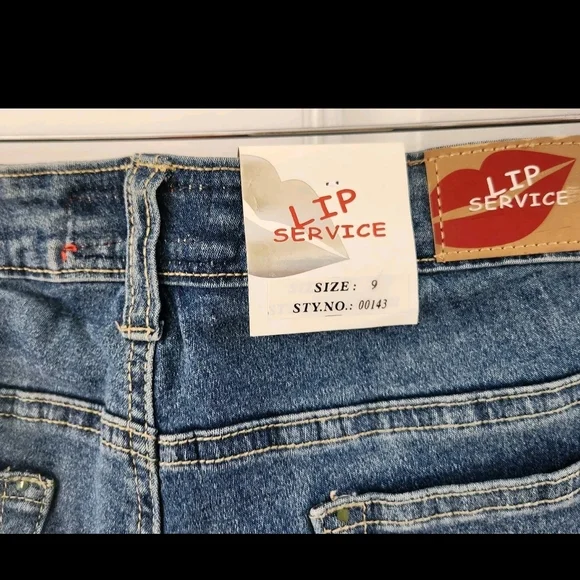 LIP
SERVICE
SIZE: 9
STY.NO.: 00143
LIP
SERVICE